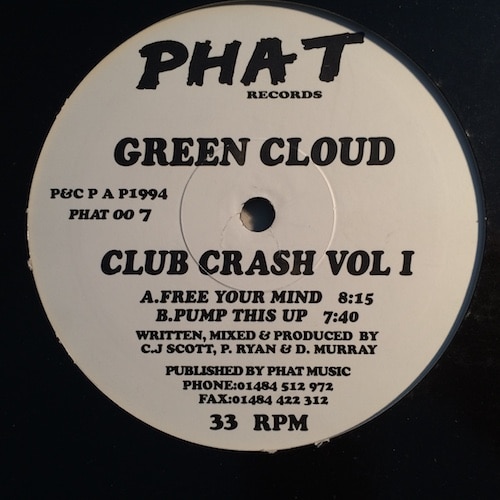 PHAT
RECORDS
GREEN CLOUD
P&C P A P1994
PHAT 00 7
CLUB CRASH VOL I
A.FREE YOUR MIND 8:15
B.PUMP THIS UP 7:40
WRITTEN, MIXED & PRODUCED BY
C.J SCOTT, P. RYAN & D. MURRAY
PUBLISHED BY PHAT MUSIC
PHONE:01484 512 972
FAX:01484 422 312
33 RPM